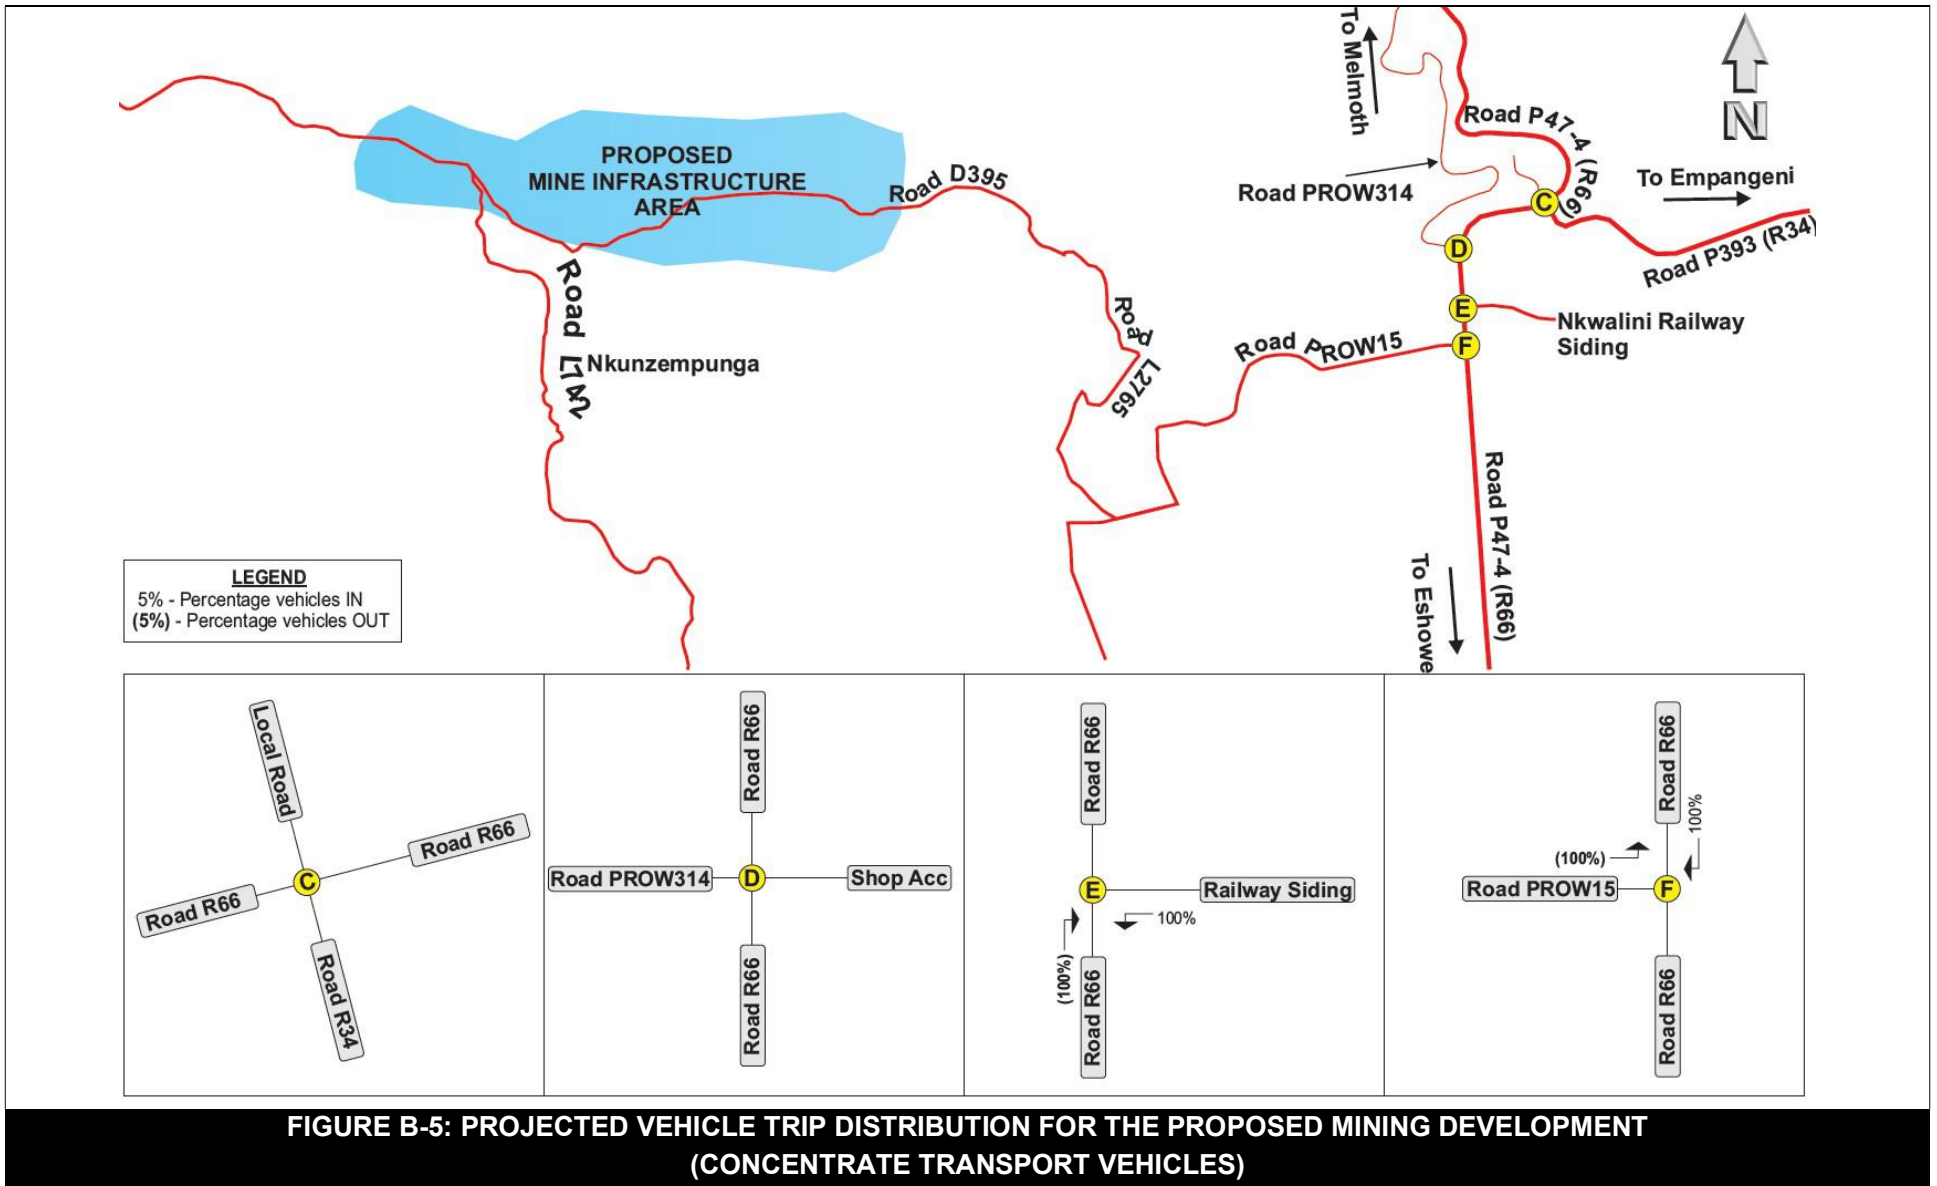 To Melmoth
Road P47-4 (R66)
N
To Empangeni
Road PROW314
C
Road P393 (R34)
D
PROPOSED
MINE INFRASTRUCTURE
AREA
Road D395
E
Nkwalini Railway
Siding
F
Road PROW15
Road L2765
Road L742
Nkunzempunga
Road P47-4 (R66)
To Eshowe
LEGEND
5% - Percentage vehicles IN
(5%) - Percentage vehicles OUT
Local Road
Road R66
C
Road R66
Road R34
Road R66
Road PROW314
D
Shop Acc
Road R66
Road R66
E
Railway Siding
100%
(100%)
Road R66
Road R66
100%
(100%)
Road PROW15
F
Road R66
FIGURE B-5: PROJECTED VEHICLE TRIP DISTRIBUTION FOR THE PROPOSED MINING DEVELOPMENT
(CONCENTRATE TRANSPORT VEHICLES)